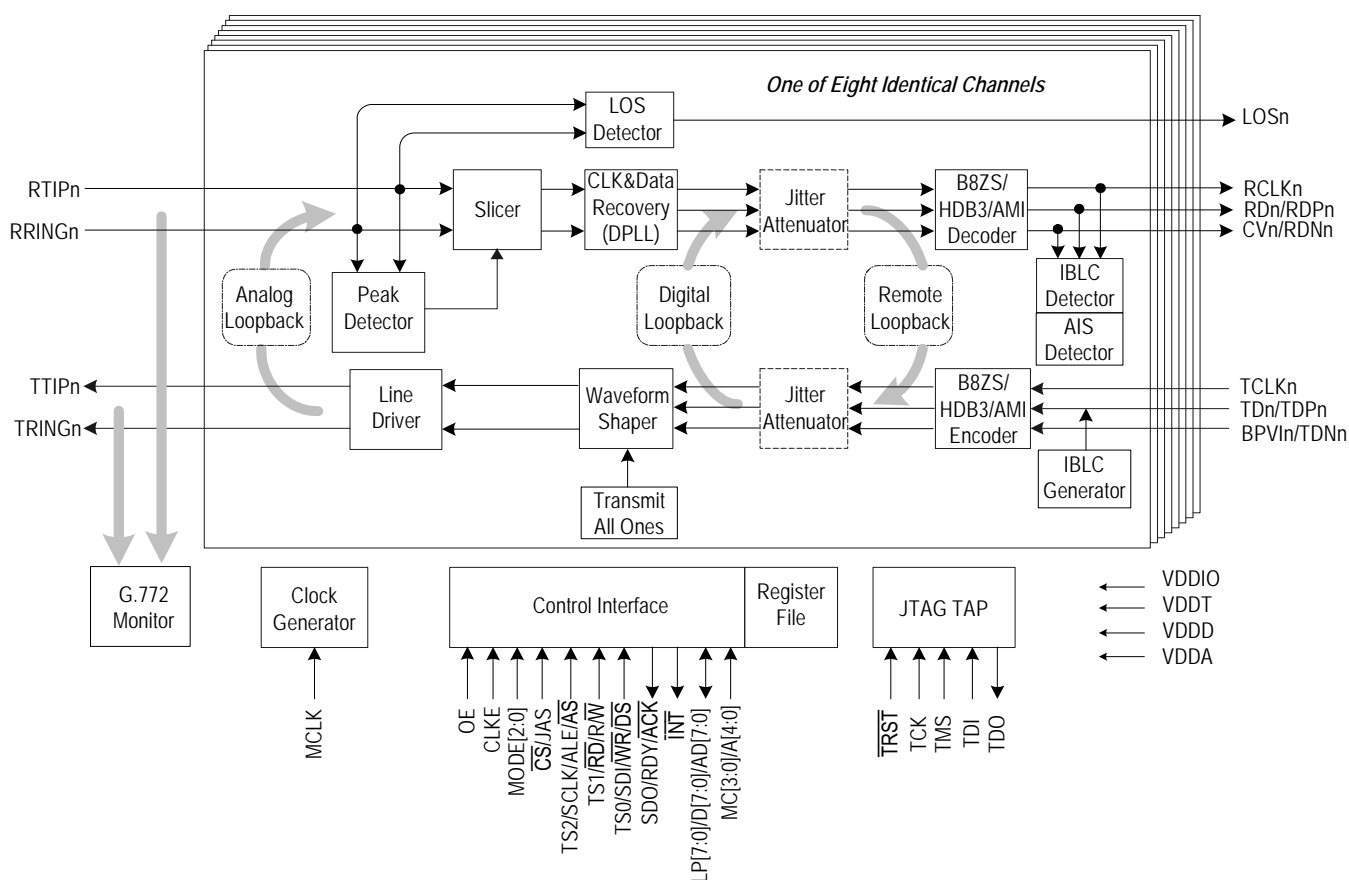 One of Eight Identical Channels
LOS
Detector
LOSn
RTIPn
RRINGn
Slicer
CLK&Data
Recovery
(DPLL)
Jitter
Attenuator
B8ZS/
HDB3/AMI
Decoder
RCLKn
RDn/RDPn
CVn/RDNn
Analog
Loopback
Peak
Detector
Digital
Loopback
Remote
Loopback
IBLC
Detector
AIS
Detector
TTIPn
TRINGn
Line
Driver
Waveform
Shaper
Jitter
Attenuator
B8ZS/
HDB3/AMI
Encoder
TCLKn
TDn/TDPn
BPVIn/TDNn
IBLC
Generator
Transmit
All Ones
G.772
Monitor
Clock
Generator
Control Interface
Register
File
JTAG TAP
VDDIO
VDDT
VDDD
VDDA
MCLK
OE
CLKE
MODE[2:0]
CS/JAS
TS2/SCLK/ALE/AS
TS1/RD/R/W
TS0/SDI/WR/DS
SDO/RDY/ACK
INT
LP[7:0]/D[7:0]/AD[7:0]
MC[3:0]/A[4:0]
TRST
TCK
TMS
TDI
TDO